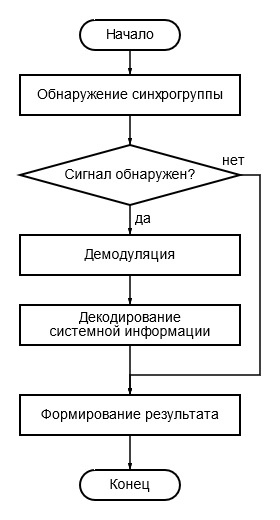 Начало
Обнаружение синхрогруппы
Сигнал обнаружен?
нет
да
Демодуляция
Декодирование
системной информации
Формирование результата
Конец